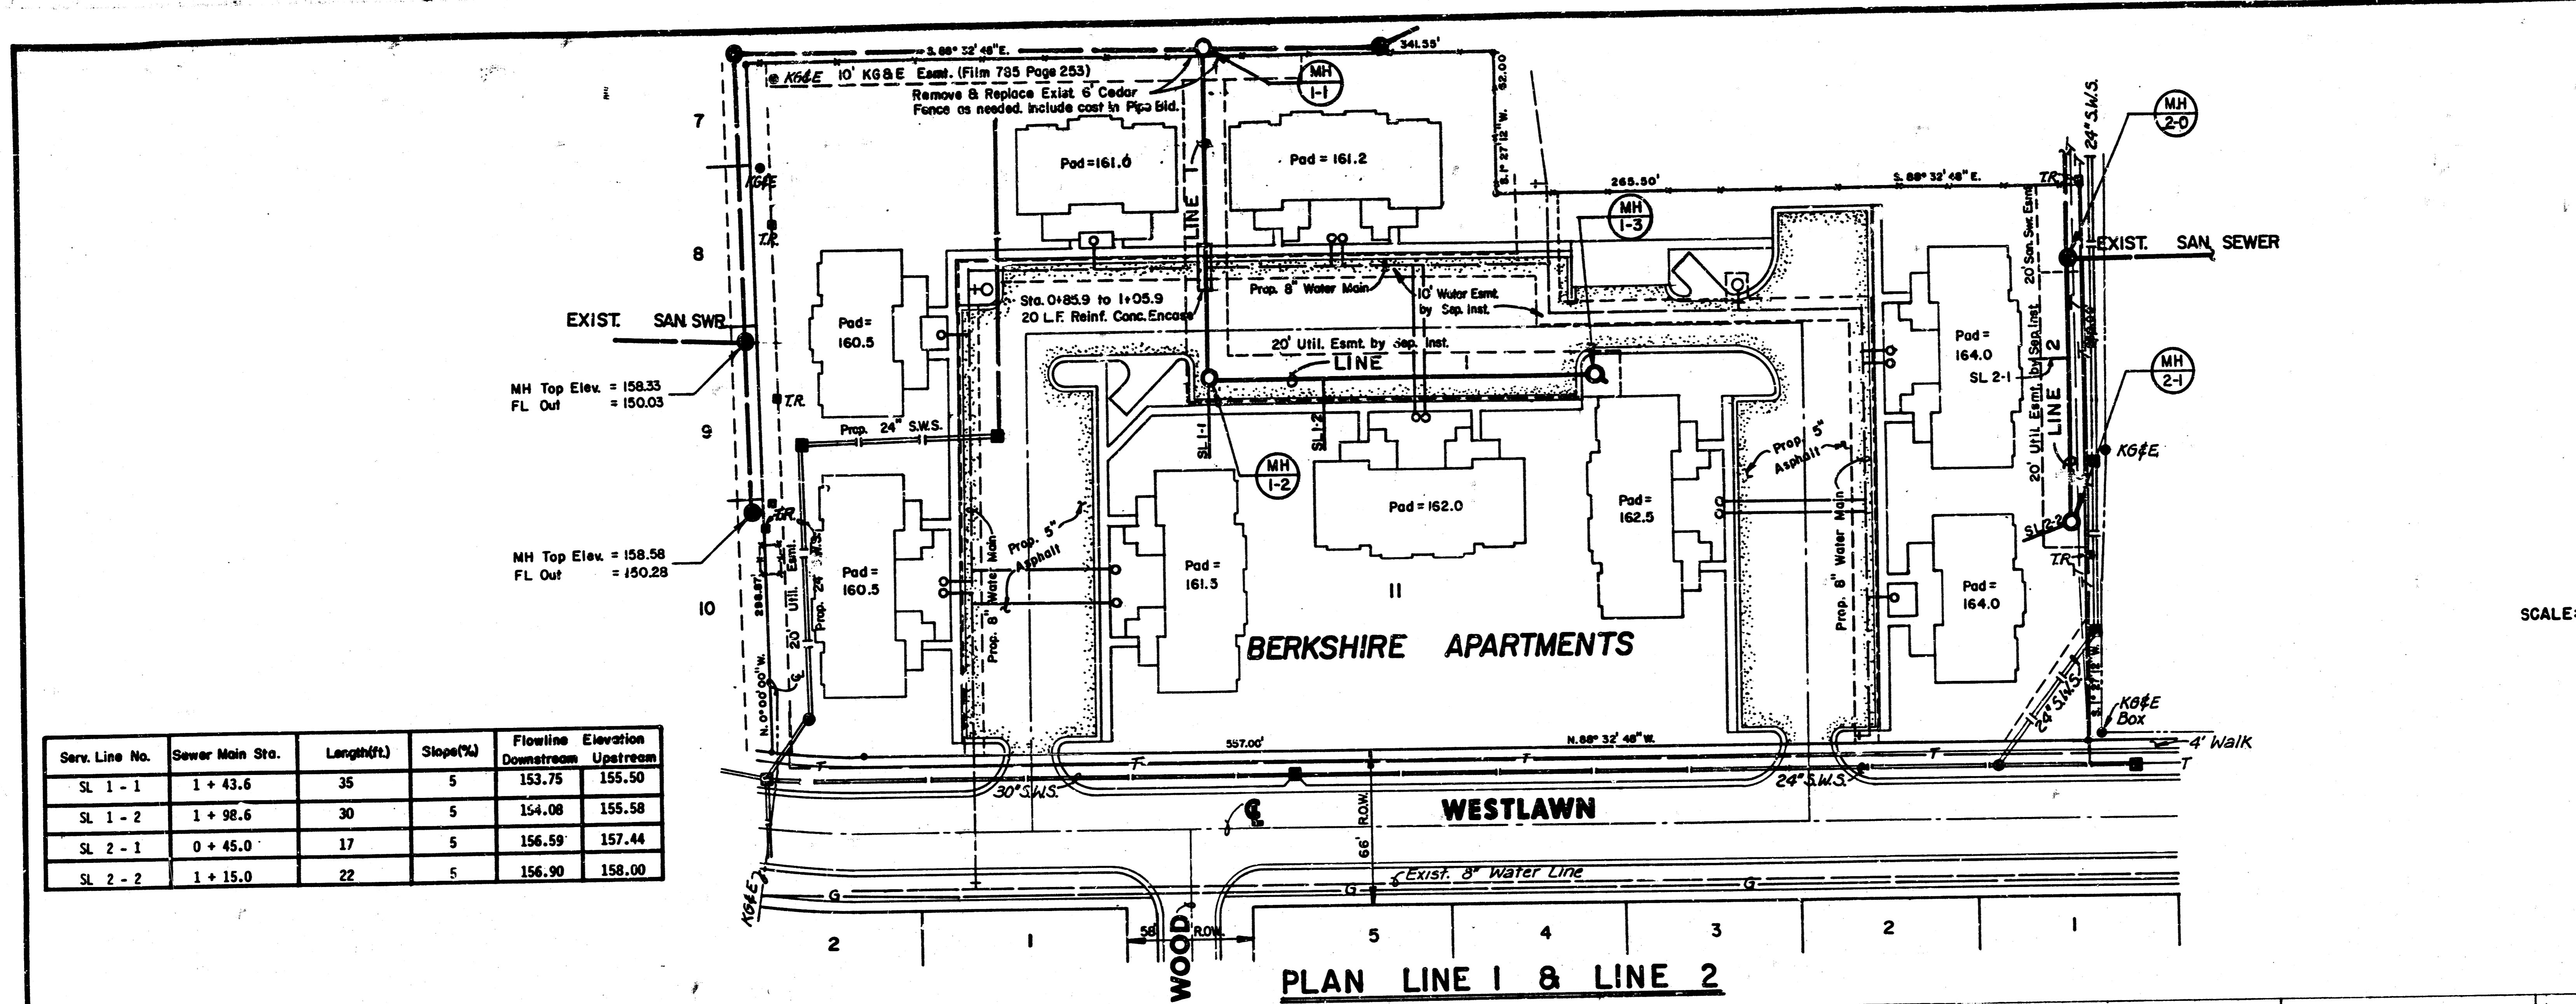 S. 88° 32' 48" E.
341.55'
KG&E 10' KG&E Esmt. (Film 785 Page 253)
Remove & Replace Exist. 6' Cedar
Fence as needed. Include cost in Pipe Bid.
MH
1-1
62.00'
S. 1° 27' 12" W.
24" S.W.S.
M.H
2-0
7
KG&E
T.R.
Pad = 161.0
LINE 1
Pad = 161.2
265.50'
S. 88° 32' 48" E.
T.R.
MH
1-3
20' San. Swr. Esmt.
EXIST. SAN. SEWER
8
Sta. 0+85.9 to 1+05.9
20 L.F. Reinf. Conc. Encase
Prop. 8" Water Main
10' Water Esmt.
by Sep. Inst.
EXIST. SAN. SWR
Pad =
160.5
20' Util. Esmt. by Sep. Inst.
LINE
Pad =
164.0
SL 2-1
LINE 2
20' Util. Esmt. by Sep. Inst
MH
2-1
MH Top Elev. = 158.33
FL Out = 150.03
T.R.
9
Prop. 24" S.W.S.
SL 1-1
SL 1-2
MH
1-2
Prop. 5"
Asphalt
KG&E
T.R.
Pad = 162.0
Pad =
162.5
SL 2-2
T.R.
MH Top Elev. = 158.58
FL Out = 150.28
10
298.87'
N. 0° 00' 00" W.
20' Util. Esmt.
Prop. 24" S.W.S.
Pad =
160.5
Prop. 8" Water Main
Prop. 5"
Asphalt
Pad =
161.5
11
Prop. 8" Water Main
Pad =
164.0
SCALE:
BERKSHIRE APARTMENTS
24" S.W.S.
S. 1° 27' 12" W.
KG&E
Box
4' Walk
557.00'
N. 88° 32' 48" W.
T
T
T
T
T
30" S.W.S.
24" S.W.S.
WESTLAWN
66' R.O.W.
Exist. 8" Water Line
KG&E
G
G
G
2
1
58' R.O.W.
WOOD
5
4
3
2
1
Serv. Line No. Sewer Main Sta. Length(ft.) Slope(%) Flowline Elevation
Downstream Upstream
SL 1 - 1 1 + 43.6 35 5 153.75 155.50
SL 1 - 2 1 + 98.6 30 5 154.08 155.58
SL 2 - 1 0 + 45.0 17 5 156.59 157.44
SL 2 - 2 1 + 15.0 22 5 156.90 158.00
PLAN LINE 1 & LINE 2